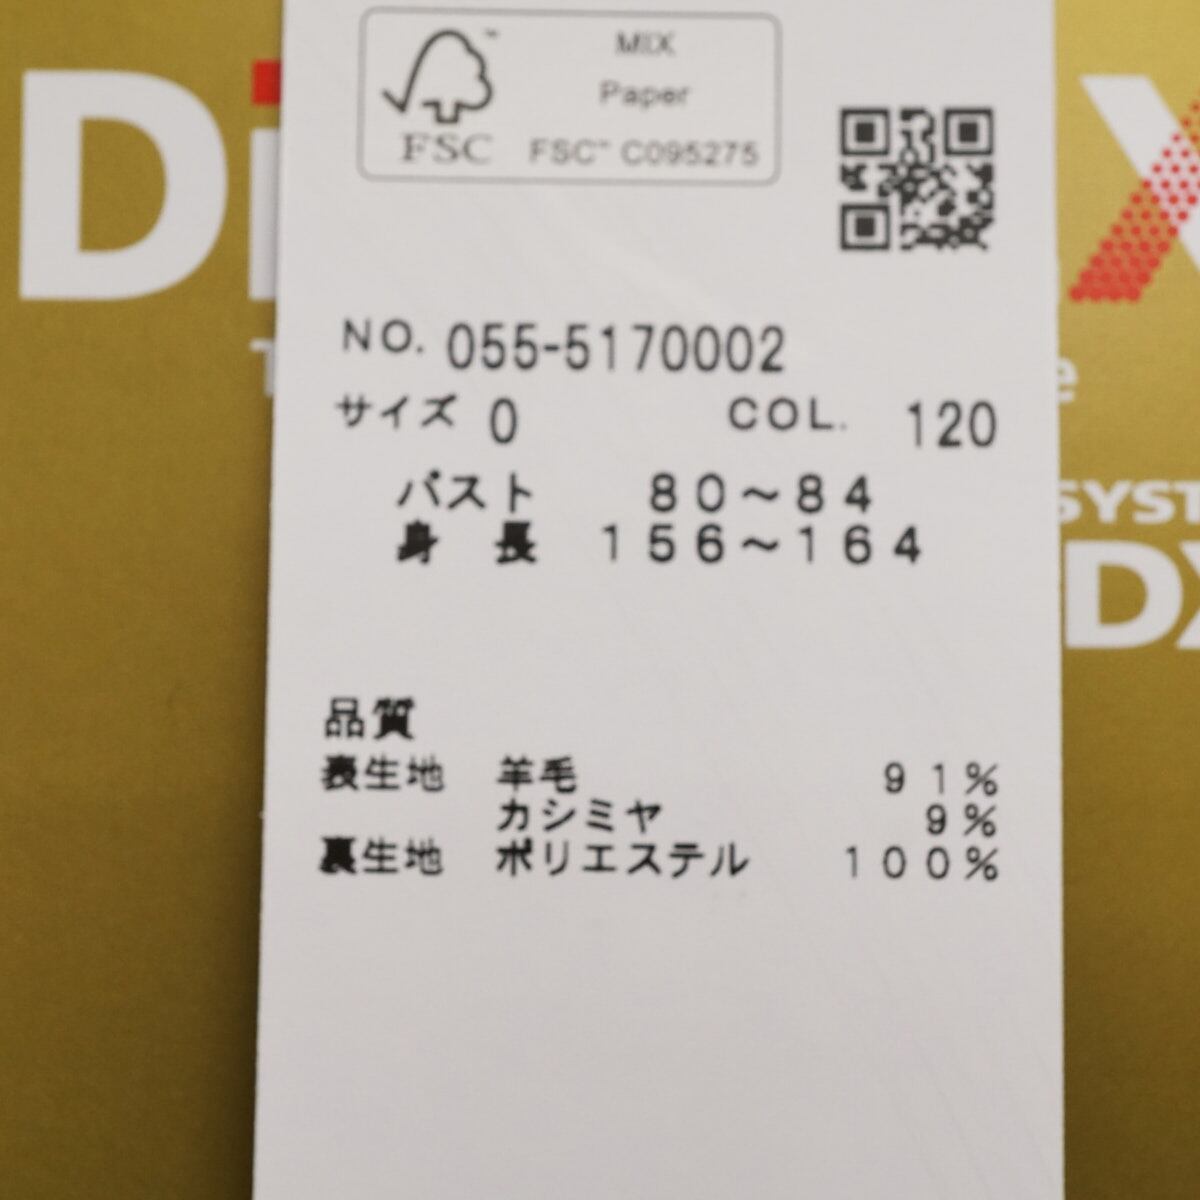 MIX
Paper
FSC
FSC™ C095275
NO. 055-5170002
サイズ 0 COL. 120
バスト 80〜84
身長 156〜164
品質
表生地 羊毛 91%
カシミヤ 9%
裏生地 ポリエステル 100%
D
X
e
SYST
DX